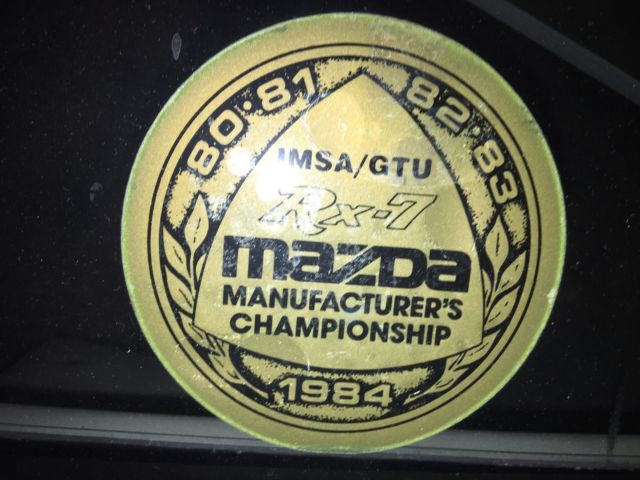 80·81 82·83
IMSA/GTU
Rx-7
mazda
MANUFACTURER'S
CHAMPIONSHIP
1984